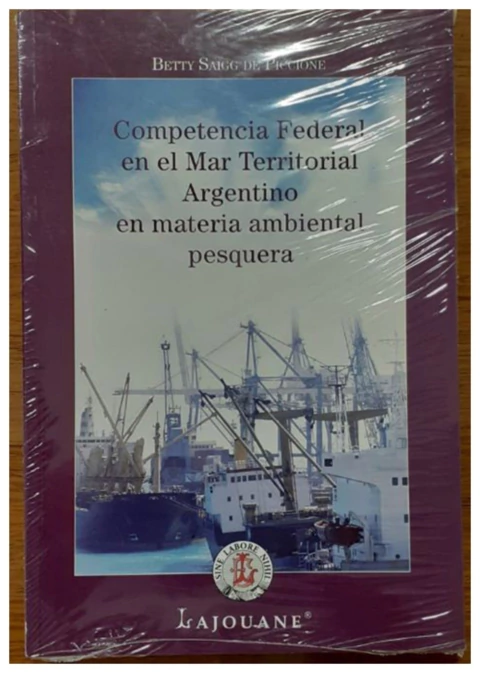 BETTY SAIGG DE PICCIONE
Competencia Federal
en el Mar Territorial
Argentino
en materia ambiental
pesquera
SINE LABORE NIHIL
LAJOUANE®